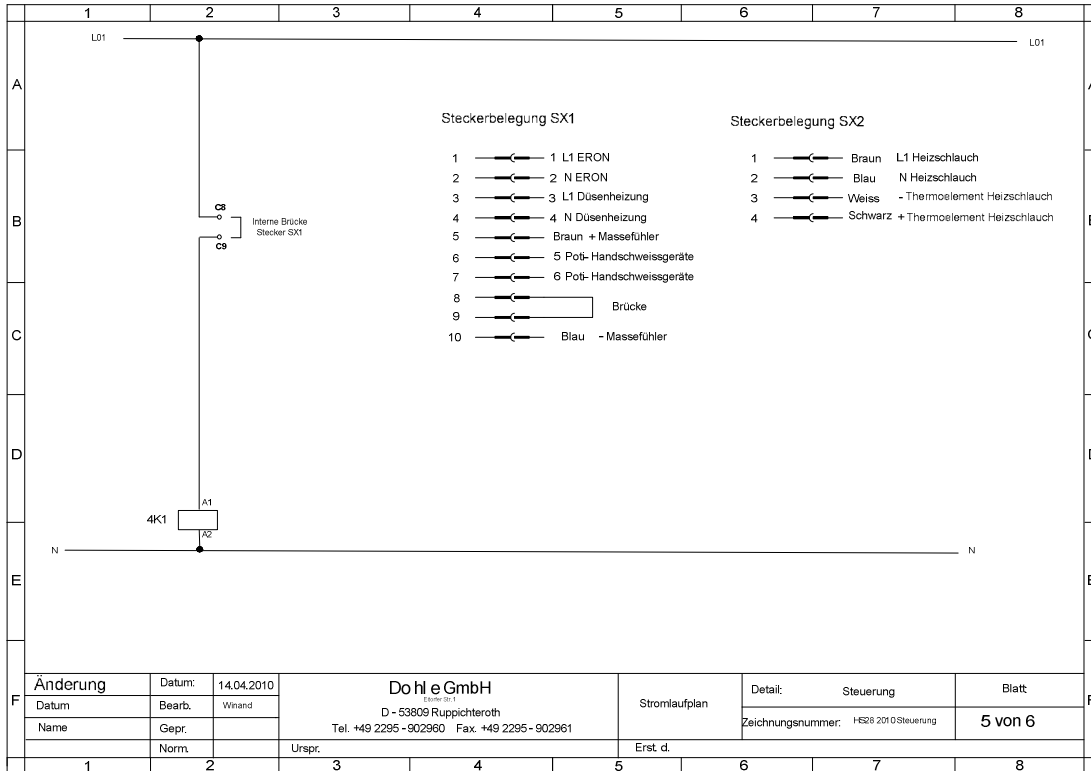 1 2 3 4 5 6 7 8
L01 L01
A A
Steckerbelegung SX1
1 1 L1 ERON
2 2 N ERON
3 3 L1 Düsenheizung
4 4 N Düsenheizung
5 Braun + Massefühler
6 5 Poti- Handschweissgeräte
7 6 Poti- Handschweissgeräte
8
9
Brücke
10 Blau - Massefühler
Steckerbelegung SX2
1 Braun L1 Heizschlauch
2 Blau N Heizschlauch
3 Weiss - Thermoelement Heizschlauch
4 Schwarz + Thermoelement Heizschlauch
B B
C8
Interne Brücke
Stecker SX1
C9
C C
D D
A1
4K1
A2
N N
E E
F F
Änderung
Datum
Name
Datum: 14.04.2010
Bearb. Winand
Gepr.
Norm.
Dohle GmbH
D - 53809 Ruppichteroth
Tel. +49 2295 - 902960 Fax. +49 2295 - 902961
Urspr.
Stromlaufplan
Erst. d.
Detail: Steuerung
Zeichnungsnummer: HS28 2010 Steuerung
Blatt
5 von 6
1 2 3 4 5 6 7 8